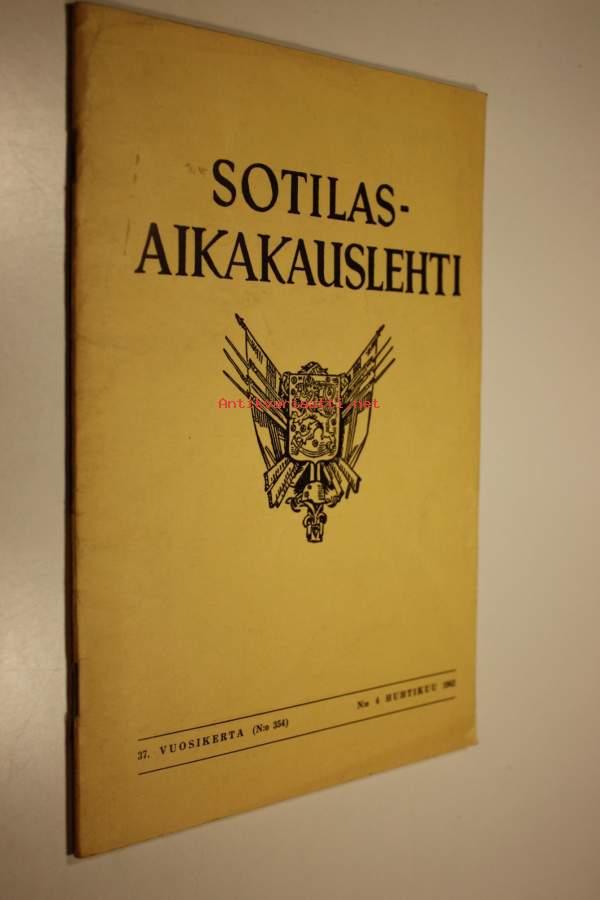 SOTILAS-
AIKAKAUSLEHTI
Antikvariaatti.net
37. VUOSIKERTA (N:o 354) N:o 4 HUHTIKUU 1962